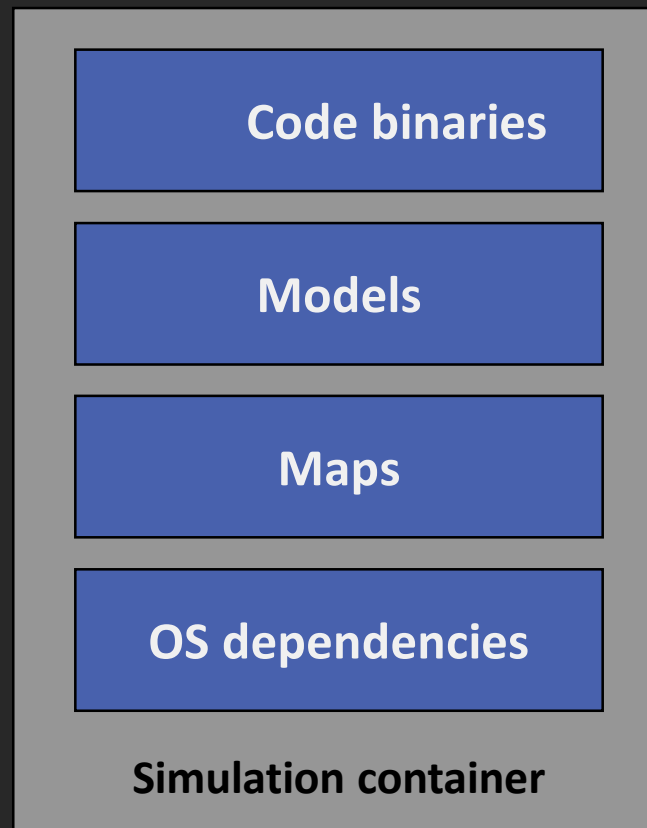 Code binaries
Models
Maps
OS dependencies
Simulation container